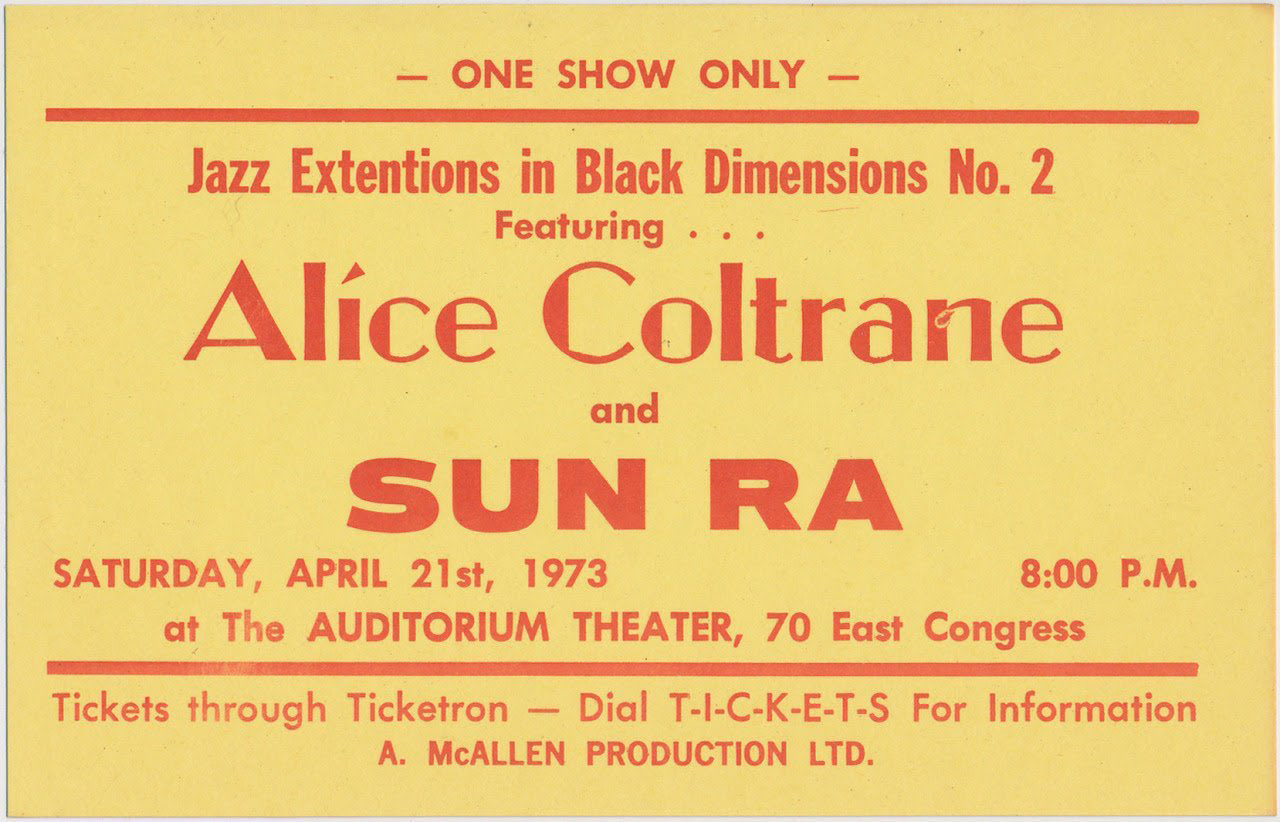 — ONE SHOW ONLY —
Jazz Extentions in Black Dimensions No. 2
Featuring . . .
Alice Coltrane
and
SUN RA
SATURDAY, APRIL 21st, 1973 8:00 P.M.
at The AUDITORIUM THEATER, 70 East Congress
Tickets through Ticketron — Dial T-I-C-K-E-T-S For Information
A. McALLEN PRODUCTION LTD.